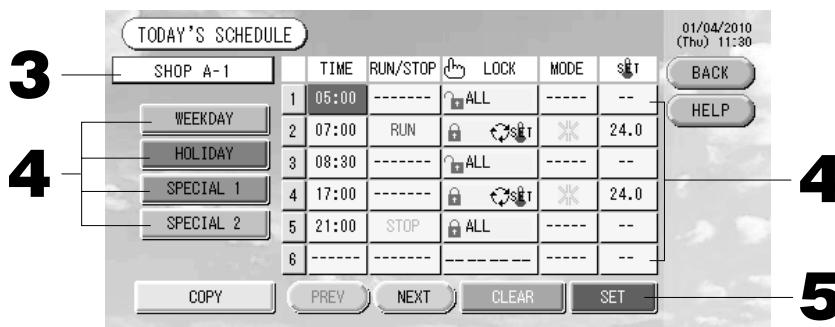 TODAY'S SCHEDULE
01/04/2010
(Thu) 11:30
3
SHOP A-1
TIME RUN/STOP LOCK MODE SET
BACK
HELP
4
WEEKDAY
HOLIDAY
SPECIAL 1
SPECIAL 2
1 05:00 ------- ALL ----- --
2 07:00 RUN SET 24.0
3 08:30 ------- ALL ----- --
4 17:00 ------- SET 24.0
5 21:00 STOP ALL ----- --
6 ------ ------- -------- ----- --
4
COPY PREV NEXT CLEAR SET
5